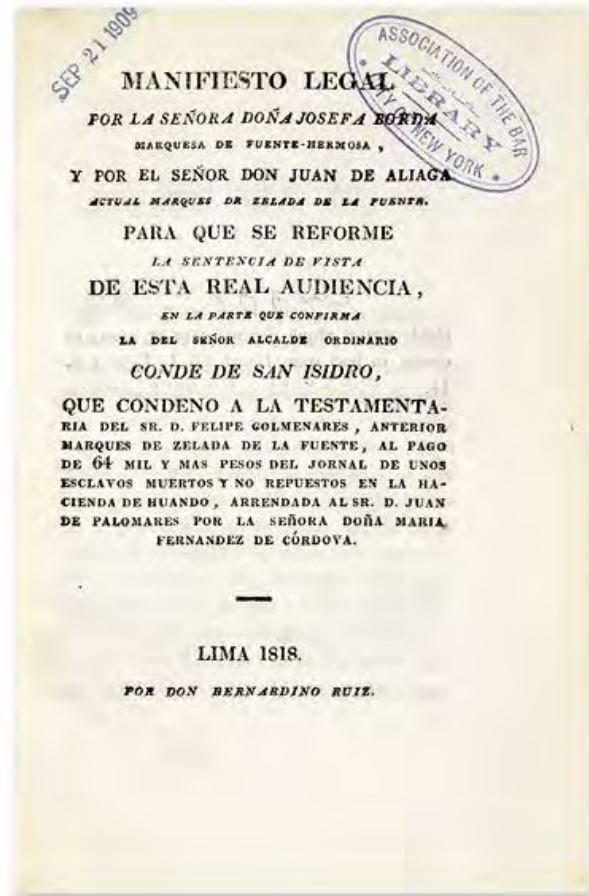 SEP 21 1909
ASSOCIATION OF THE BAR
LIBRARY
CITY OF NEW YORK
MANIFIESTO LEGAL
POR LA SEÑORA DOÑA JOSEFA BORDA
MARQUESA DE FUENTE-HERMOSA ,
Y POR EL SEÑOR DON JUAN DE ALIAGA
ACTUAL MARQUES DR ZELADA DE LA FUENTE.
PARA QUE SE REFORME
LA SENTENCIA DE VISTA
DE ESTA REAL AUDIENCIA ,
EN LA PARTE QUE CONFIRMA
LA DEL SEÑOR ALCALDE ORDINARIO
CONDE DE SAN ISIDRO,
QUE CONDENO A LA TESTAMENTA-
RIA DEL SR. D. FELIPE GOLMENARES , ANTERIOR
MARQUES DE ZELADA DE LA FUENTE, AL PAGO
DE 64 MIL Y MAS PESOS DEL JORNAL DE UNOS
ESCLAVOS MUERTOS Y NO REPUESTOS EN LA HA-
CIENDA DE HUANDO , ARRENDADA AL SR. D. JUAN
DE PALOMARES POR LA SEÑORA DOÑA MARIA
FERNANDEZ DE CÓRDOVA.
LIMA 1818.
POR DON BERNARDINO RUIZ.